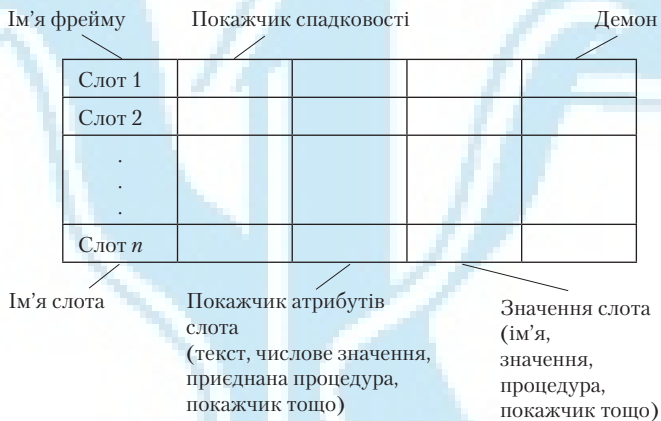 Ім’я фрейму
Покажчик спадковості
Демон
Слот 1
Слот 2
.
.
.
Слот n
Ім’я слота
Покажчик атрибутів
слота
(текст, числове значення,
приєднана процедура,
покажчик тощо)
Значення слота
(ім’я,
значення,
процедура,
покажчик тощо)